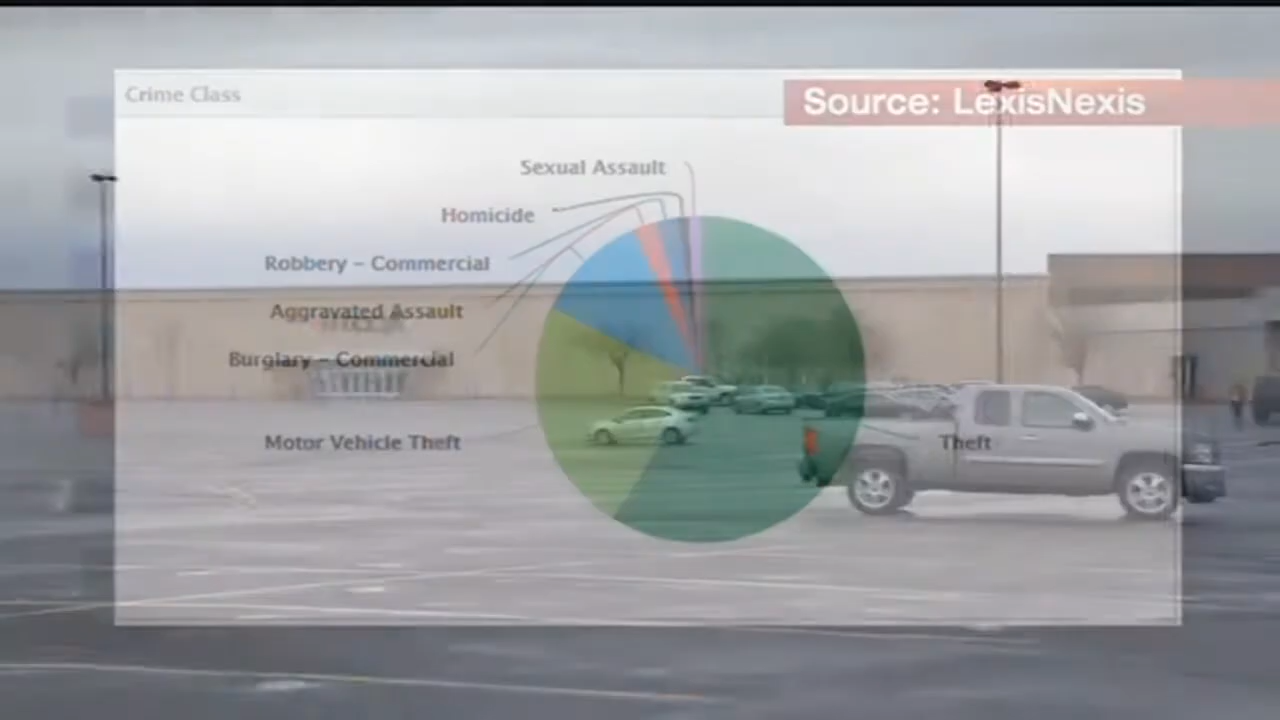 Crime Class
Source: LexisNexis
Sexual Assault
Homicide
Robbery - Commercial
Aggravated Assault
Burglary - Commercial
Motor Vehicle Theft
Theft